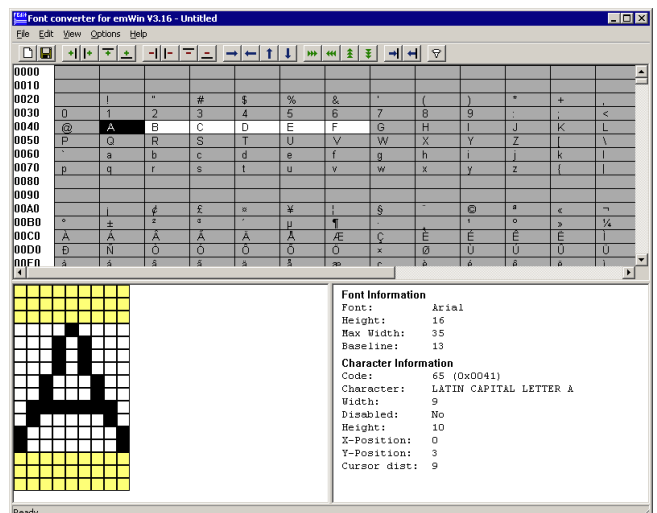 Font converter for emWin V3.16 - Untitled
File Edit View Options Help
0000
0010
0020 ! " # $ % & ' ( ) * + ,
0030 0 1 2 3 4 5 6 7 8 9 : ; <
0040 @ A B C D E F G H I J K L
0050 P Q R S T U V W X Y Z [ \
0060 ` a b c d e f g h i j k l
0070 p q r s t u v w x y z { |
0080
0090
00A0 ¡ ¢ £ ¤ ¥ ¦ § ¨ © ª « ¬
00B0 ° ± ² ³ ´ µ ¶ · ¸ ¹ º » ¼
00C0 À Á Â Ã Ä Å Æ Ç È É Ê Ë Ì
00D0 Ð Ñ Ò Ó Ô Õ Ö × Ø Ù Ú Û Ü
00E0 à á â ã ä å æ ç è é ê ë ì
Font Information
Font: Arial
Height: 16
Max Width: 35
Baseline: 13
Character Information
Code: 65 (0x0041)
Character: LATIN CAPITAL LETTER A
Width: 9
Disabled: No
Height: 10
X-Position: 0
Y-Position: 3
Cursor dist: 9
Ready